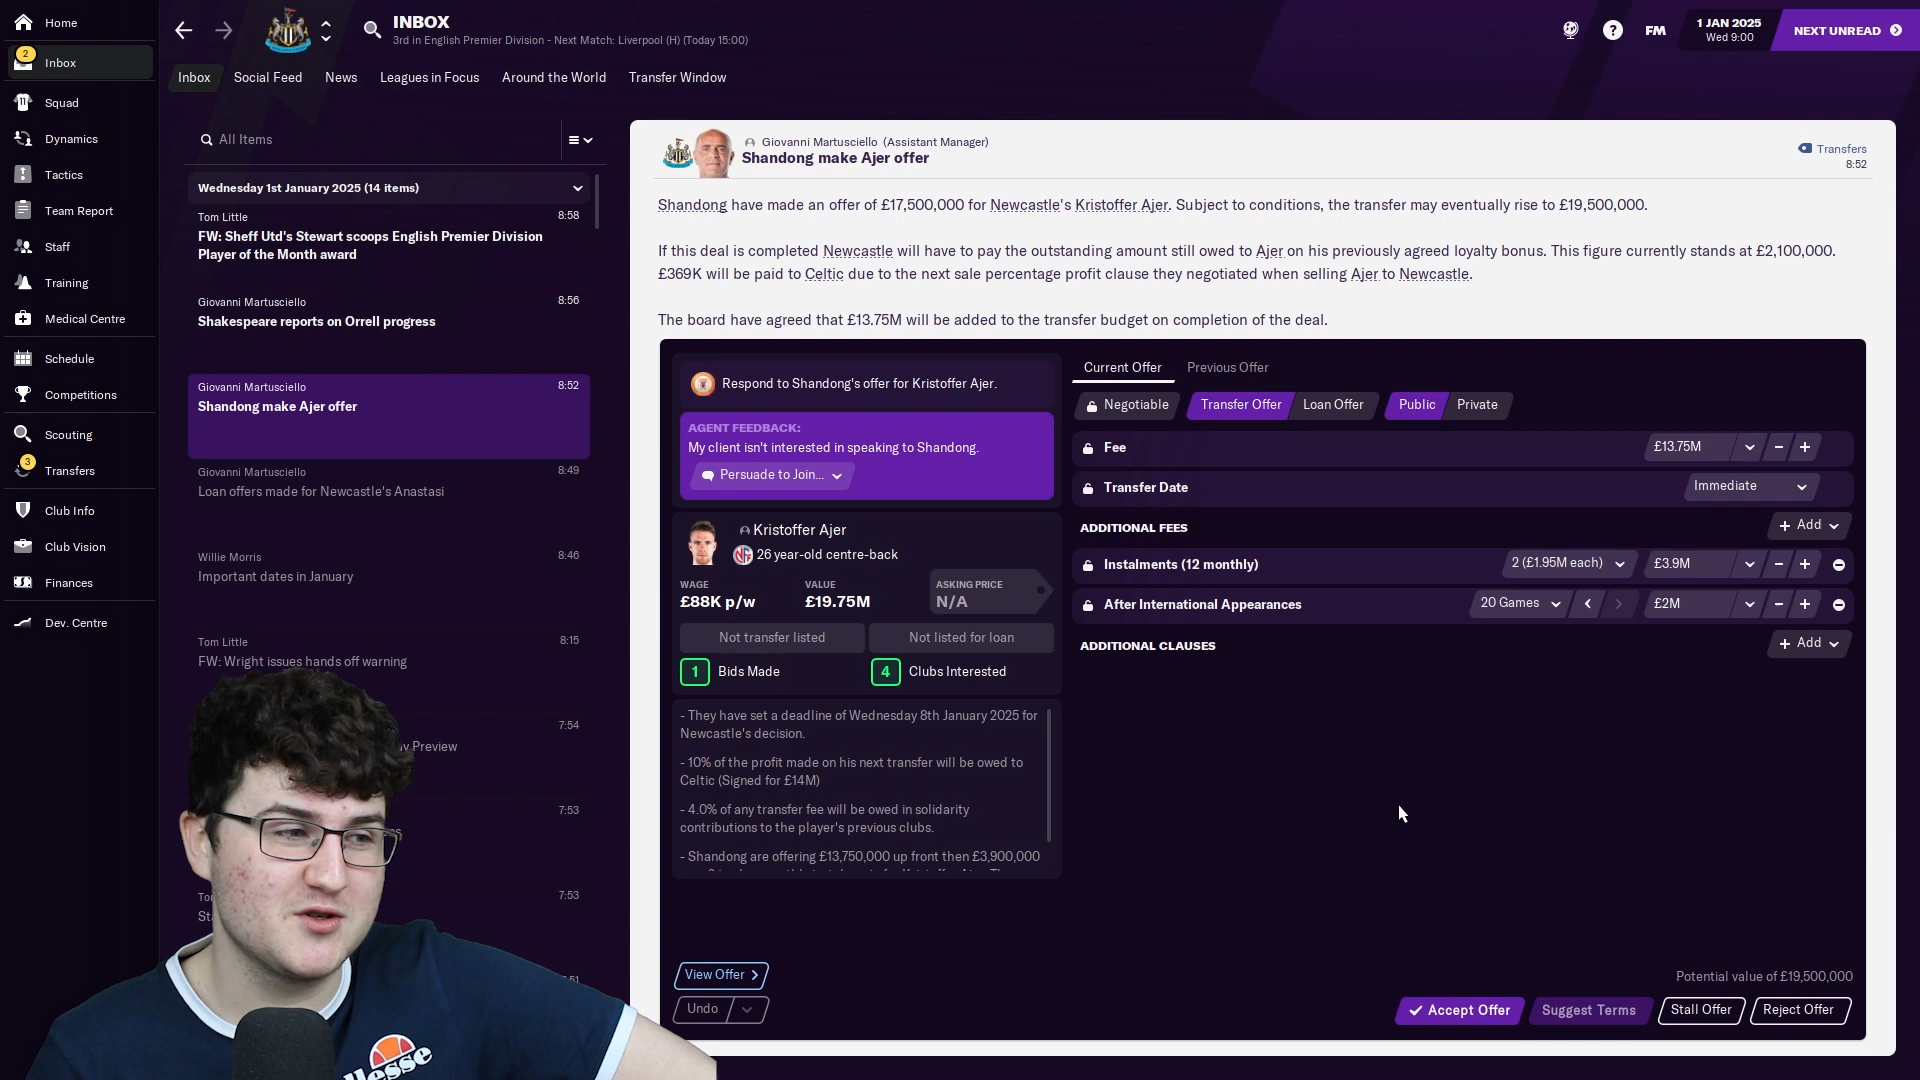 Home
INBOX
3rd in English Premier Division - Next Match: Liverpool (H) (Today 15:00)
FM
1 JAN 2025
Wed 9:00
NEXT UNREAD
2
Inbox
Squad
Dynamics
Tactics
Team Report
Staff
Training
Medical Centre
Schedule
Competitions
Scouting
3
Transfers
Club Info
Club Vision
Finances
Dev. Centre
Inbox
Social Feed
News
Leagues in Focus
Around the World
Transfer Window
All Items
Wednesday 1st January 2025 (14 items)
Tom Little
8:58
FW: Sheff Utd's Stewart scoops English Premier Division
Player of the Month award
Giovanni Martusciello
8:56
Shakespeare reports on Orrell progress
Giovanni Martusciello
8:52
Shandong make Ajer offer
Giovanni Martusciello
8:49
Loan offers made for Newcastle's Anastasi
Willie Morris
8:46
Important dates in January
Tom Little
8:15
FW: Wright issues hands off warning
7:54
Preview
7:53
7:53
Giovanni Martusciello (Assistant Manager)
Shandong make Ajer offer
Transfers
8:52
Shandong have made an offer of £17,500,000 for Newcastle's Kristoffer Ajer. Subject to conditions, the transfer may eventually rise to £19,500,000.
If this deal is completed Newcastle will have to pay the outstanding amount still owed to Ajer on his previously agreed loyalty bonus. This figure currently stands at £2,100,000.
£369K will be paid to Celtic due to the next sale percentage profit clause they negotiated when selling Ajer to Newcastle.
The board have agreed that £13.75M will be added to the transfer budget on completion of the deal.
Respond to Shandong's offer for Kristoffer Ajer.
AGENT FEEDBACK:
My client isn't interested in speaking to Shandong.
Persuade to Join...
Kristoffer Ajer
26 year-old centre-back
WAGE
£88K p/w
VALUE
£19.75M
ASKING PRICE
N/A
Not transfer listed
Not listed for loan
1
Bids Made
4
Clubs Interested
- They have set a deadline of Wednesday 8th January 2025 for
Newcastle's decision.
- 10% of the profit made on his next transfer will be owed to
Celtic (Signed for £14M)
- 4.0% of any transfer fee will be owed in solidarity
contributions to the player's previous clubs.
- Shandong are offering £13,750,000 up front then £3,900,000
Current Offer
Previous Offer
Negotiable
Transfer Offer
Loan Offer
Public
Private
Fee
£13.75M
Transfer Date
Immediate
ADDITIONAL FEES
+ Add
Instalments (12 monthly)
2 (£1.95M each)
£3.9M
After International Appearances
20 Games
£2M
ADDITIONAL CLAUSES
+ Add
View Offer
Undo
Potential value of £19,500,000
Accept Offer
Suggest Terms
Stall Offer
Reject Offer